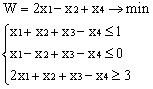 W = 2x1− x2 + x4 → min
x1+ x2 + x3 − x4 ≤ 1
x1− x2 + x3 − x4 ≤ 0
2x1 + x2 + x3 − x4 ≥ 3